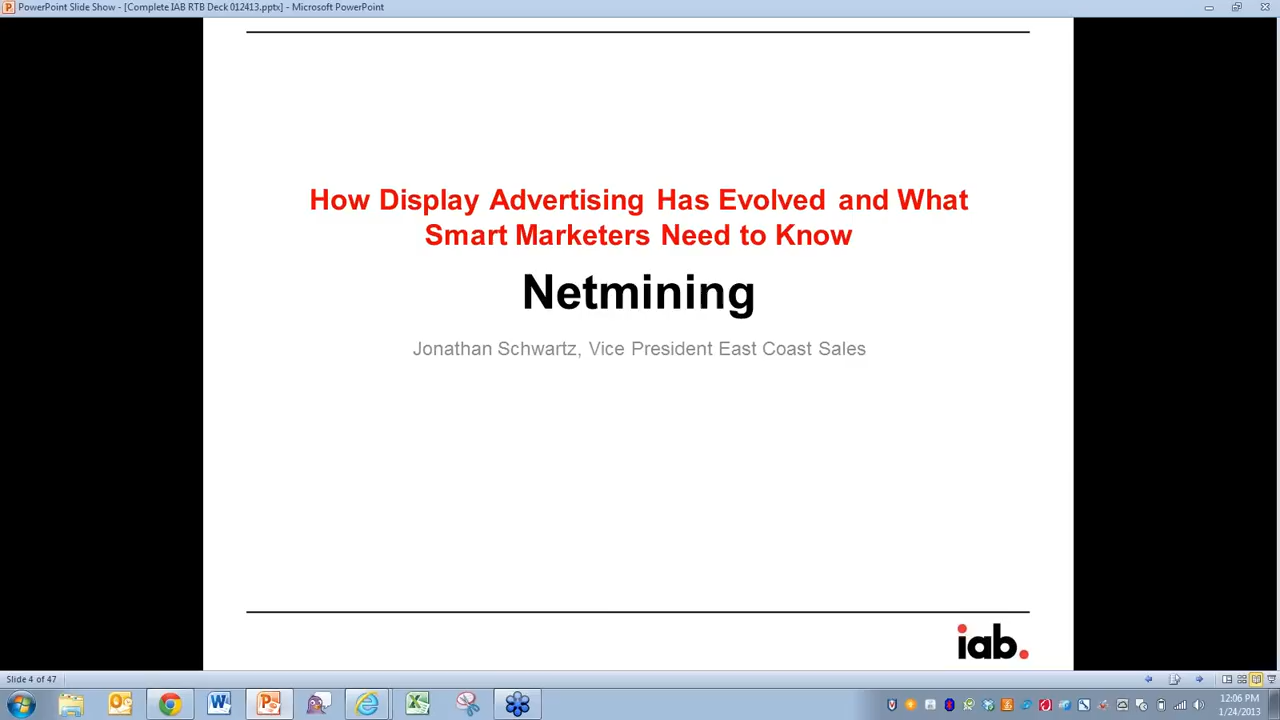 PowerPoint Slide Show - [Complete IAB RTB Deck 012413.pptx] - Microsoft PowerPoint
How Display Advertising Has Evolved and What
Smart Marketers Need to Know
Netmining
Jonathan Schwartz, Vice President East Coast Sales
iab.
Slide 4 of 47
12:06 PM
1/24/2013